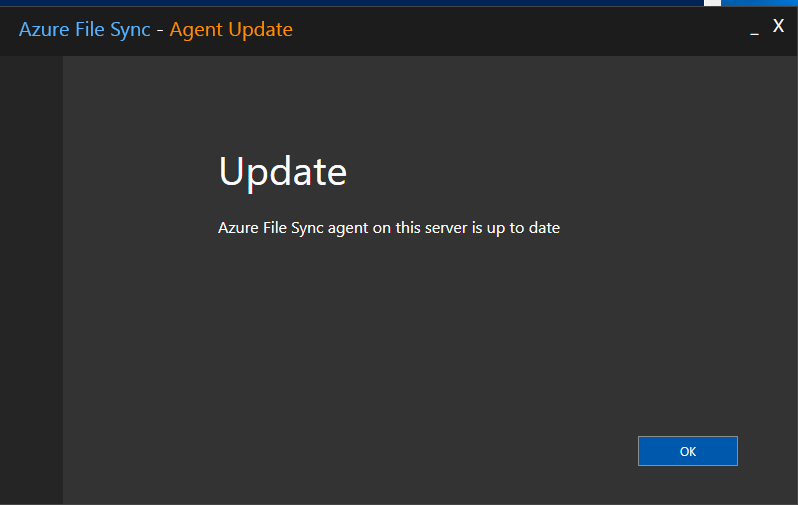 Azure File Sync - Agent Update
_ X
Update
Azure File Sync agent on this server is up to date
OK